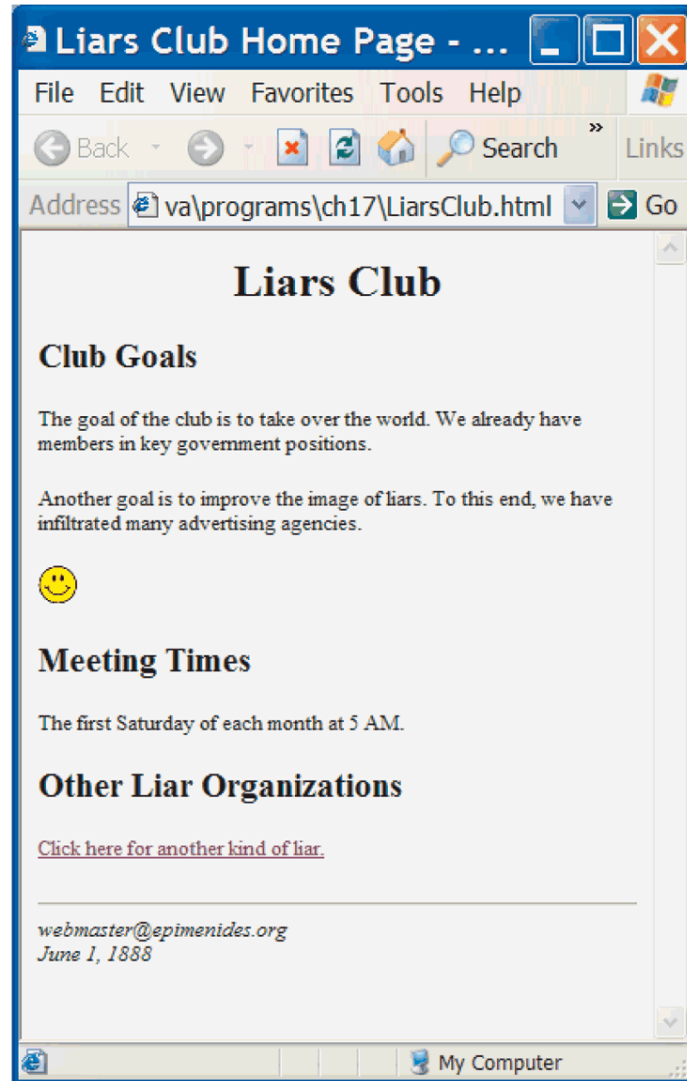 Liars Club Home Page - ...
File Edit View Favorites Tools Help
Back Search » Links
Address va\programs\ch17\LiarsClub.html Go
Liars Club
Club Goals
The goal of the club is to take over the world. We already have
members in key government positions.
Another goal is to improve the image of liars. To this end, we have
infiltrated many advertising agencies.
Meeting Times
The first Saturday of each month at 5 AM.
Other Liar Organizations
Click here for another kind of liar.
webmaster@epimenides.org
June 1, 1888
My Computer